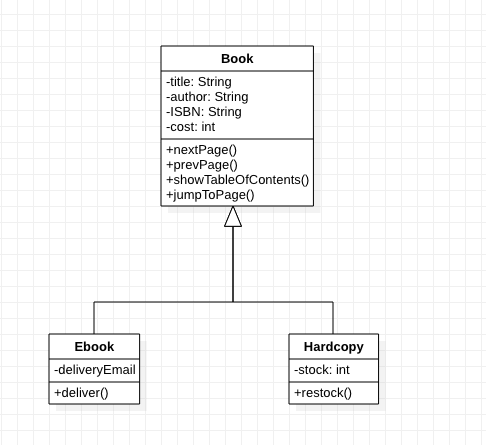 Book
-title: String
-author: String
-ISBN: String
-cost: int
+nextPage()
+prevPage()
+showTableOfContents()
+jumpToPage()
Ebook
-deliveryEmail
+deliver()
Hardcopy
-stock: int
+restock()